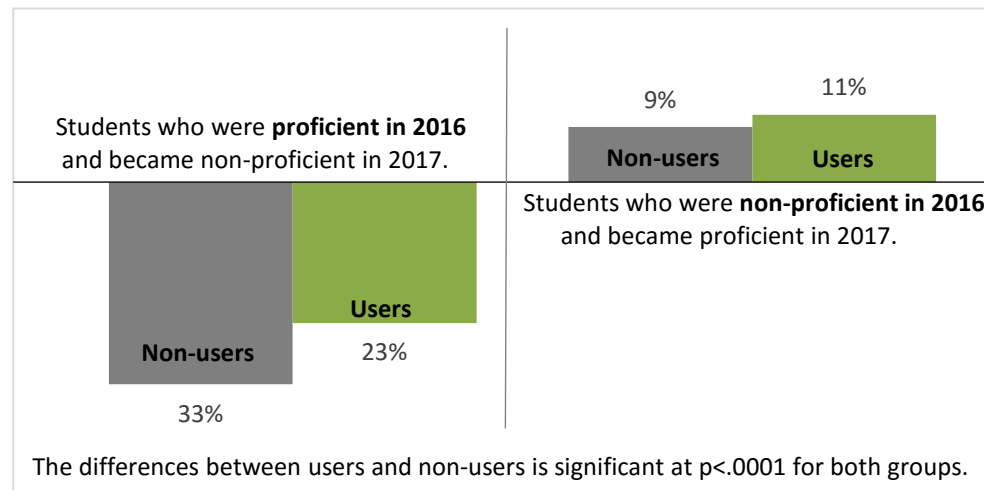 Students who were proficient in 2016
and became non-proficient in 2017.
Non-users
33%
Users
23%
9%
Non-users
11%
Users
Students who were non-proficient in 2016
and became proficient in 2017.
The differences between users and non-users is significant at p<.0001 for both groups.